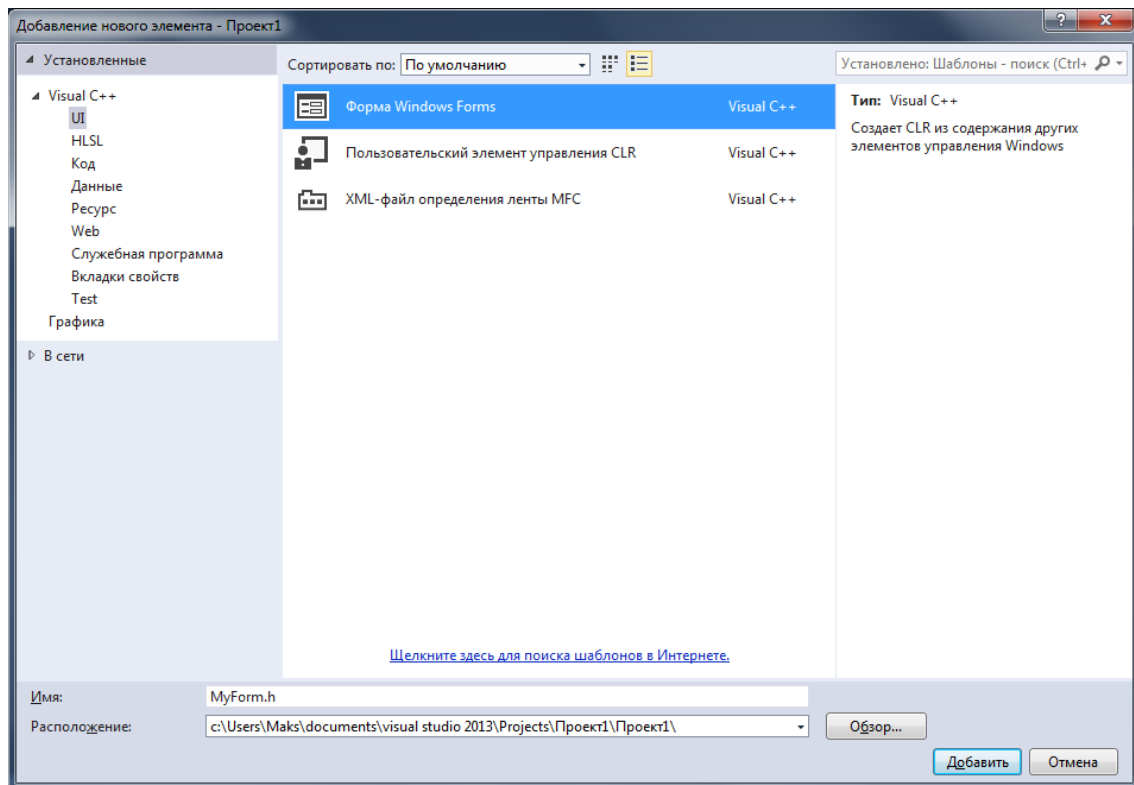 Добавление нового элемента - Проект1
Установленные
Visual C++
UI
HLSL
Код
Данные
Ресурс
Web
Служебная программа
Вкладки свойств
Test
Графика
В сети
Сортировать по: По умолчанию
Форма Windows Forms Visual C++
Пользовательский элемент управления CLR Visual C++
XML-файл определения ленты MFC Visual C++
Щелкните здесь для поиска шаблонов в Интернете.
Установлено: Шаблоны - поиск (Ctrl+
Тип: Visual C++
Создает CLR из содержания других
элементов управления Windows
Имя: MyForm.h
Расположение: c:\Users\Maks\documents\visual studio 2013\Projects\Проект1\Проект1\
Обзор...
Добавить Отмена